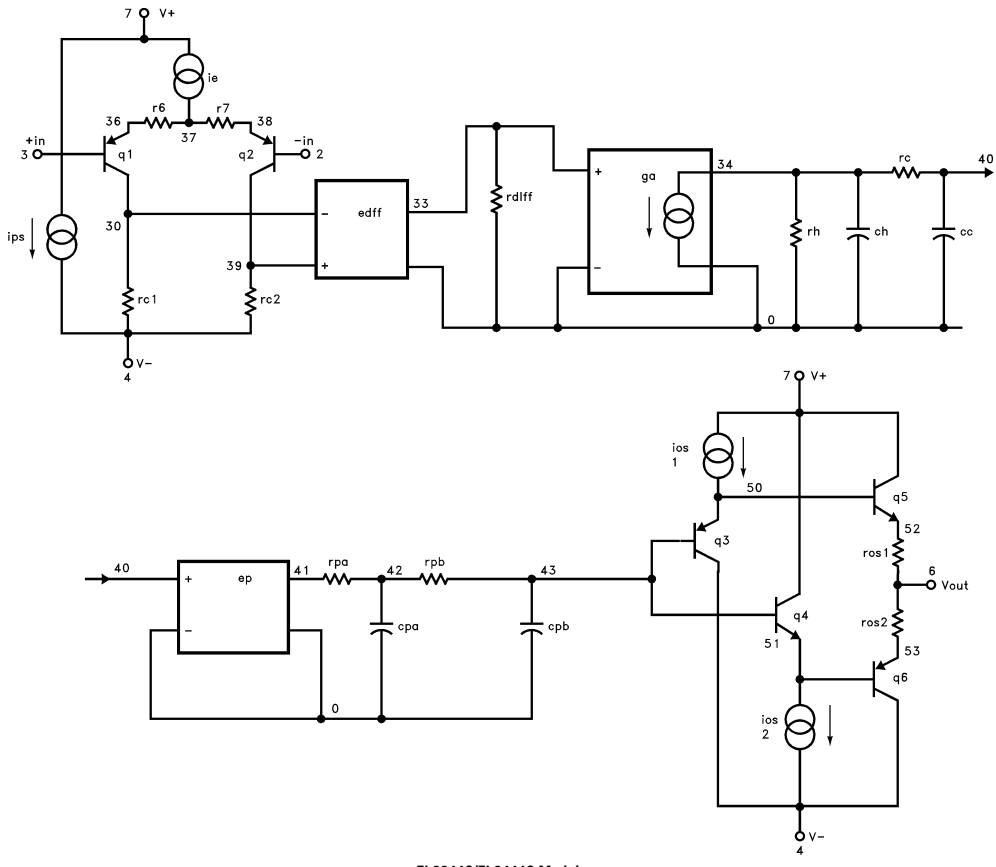 7 V+
ie
r6 r7
36 38
37
+in
3
q1 q2
-in
2
ips
30
39
rc1 rc2
V-
4
- edff
+
33
rdiff
+ ga
-
34
rh
ch
rc
cc
40
0
40
+ ep
-
41
rpa
42
rpb
43
cpa
cpb
0
7 V+
ios
1
50
q3
q5
52
ros1
6
Vout
q4
51
ros2
53
q6
ios
2
V-
4